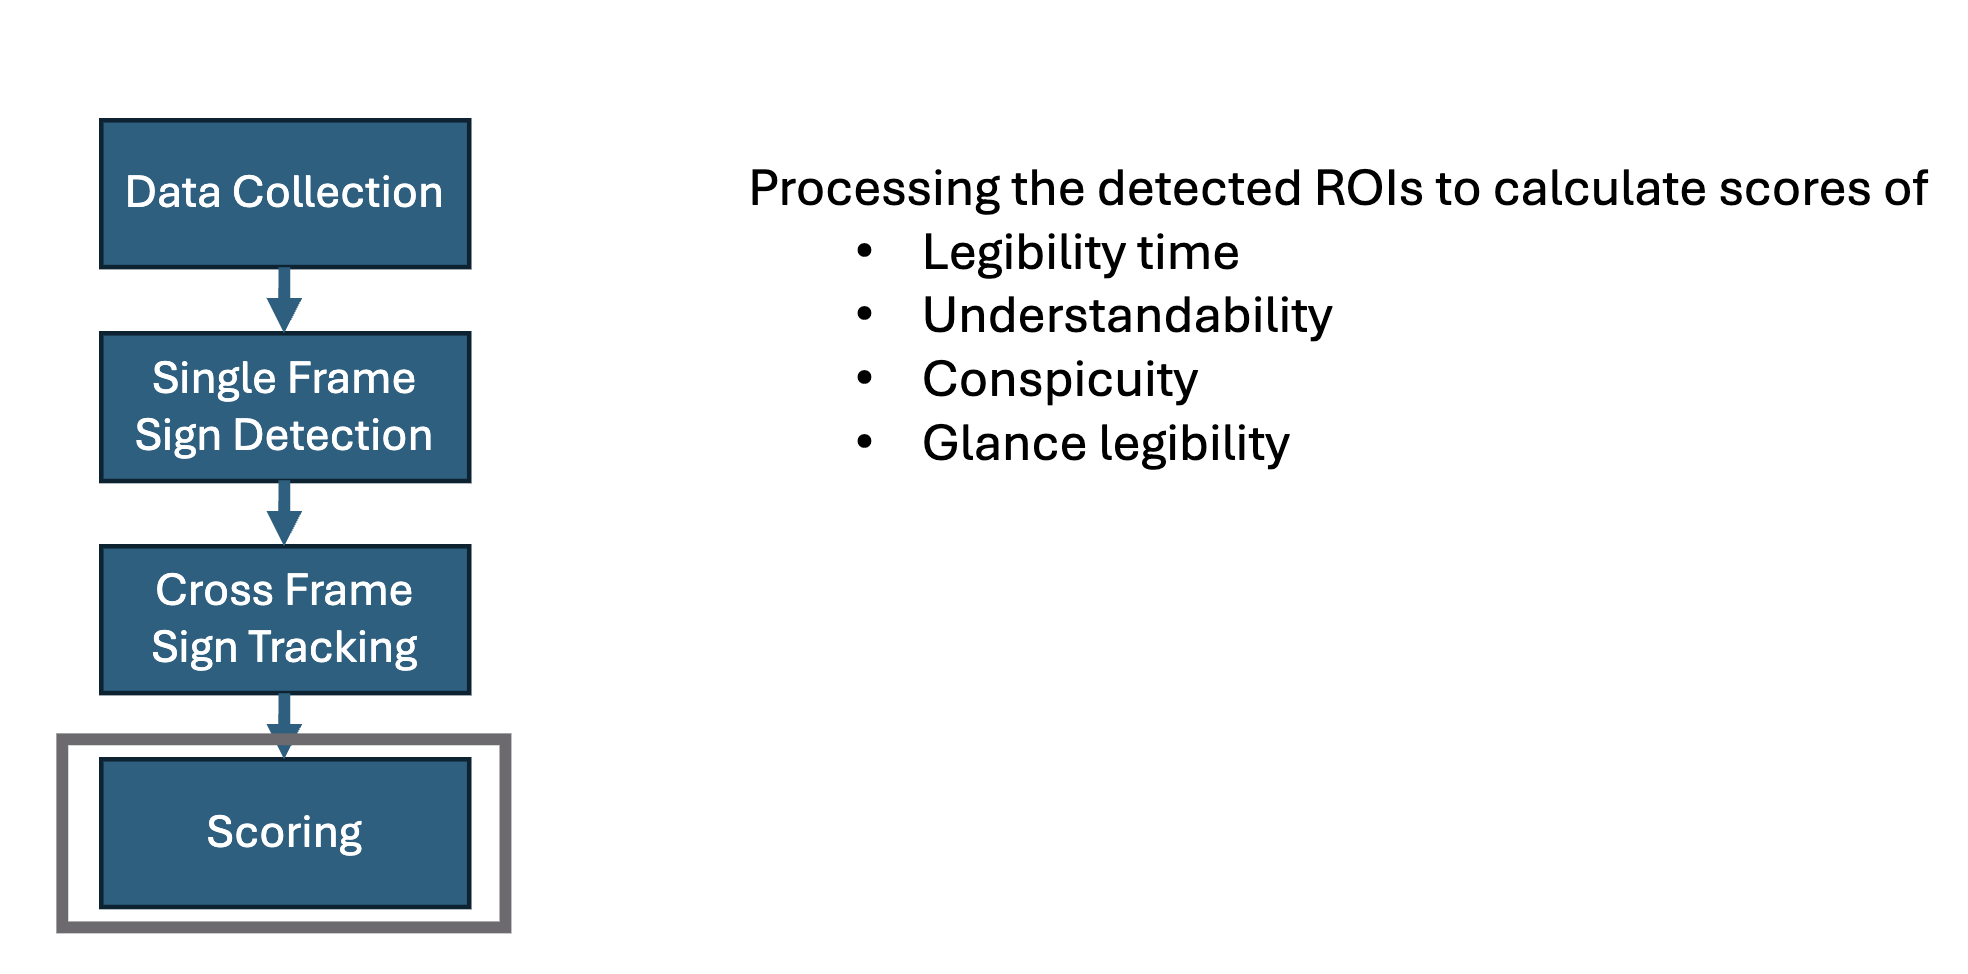 Data Collection
Single Frame
Sign Detection
Cross Frame
Sign Tracking
Scoring
Processing the detected ROIs to calculate scores of
• Legibility time
• Understandability
• Conspicuity
• Glance legibility